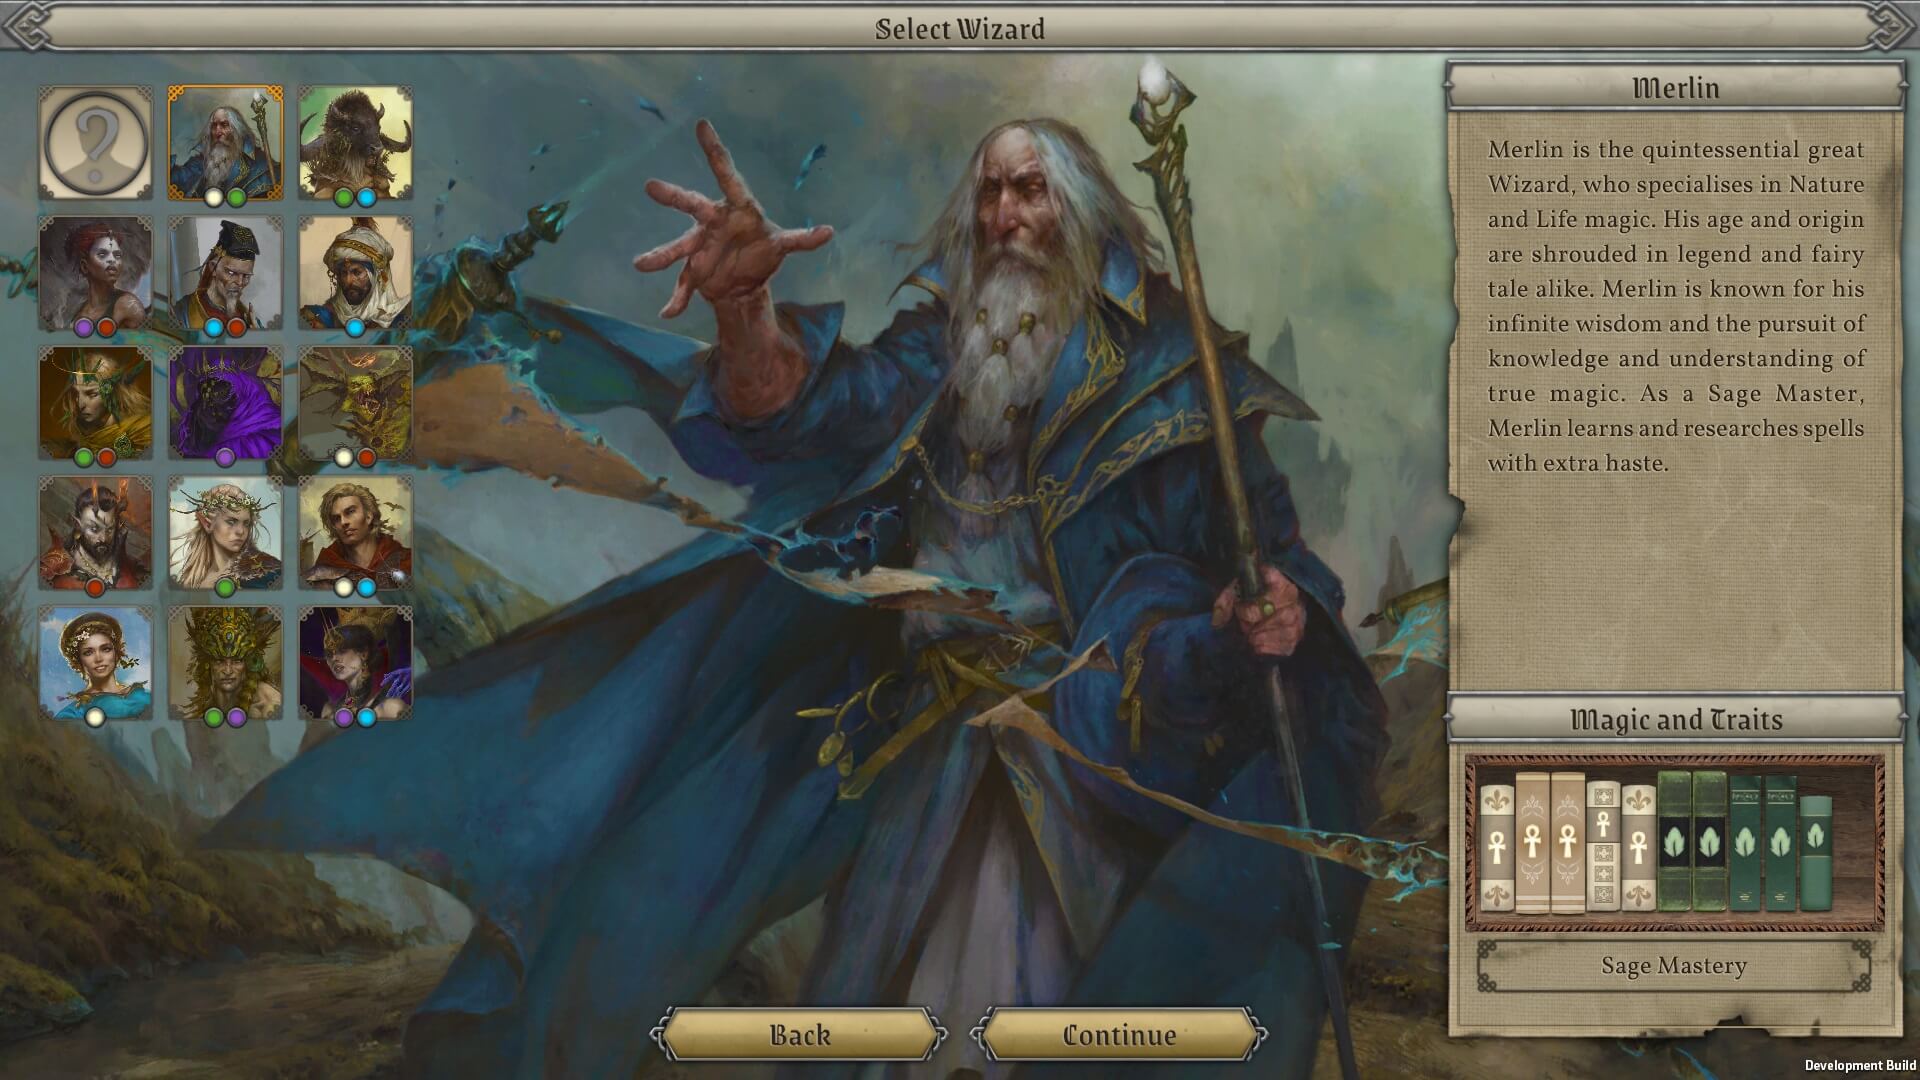 Select Wizard
Merlin
Merlin is the quintessential great
Wizard, who specialises in Nature
and Life magic. His age and origin
are shrouded in legend and fairy
tale alike. Merlin is known for his
infinite wisdom and the pursuit of
knowledge and understanding of
true magic. As a Sage Master,
Merlin learns and researches spells
with extra haste.
Magic and Traits
Sage Mastery
Back
Continue
Development Build